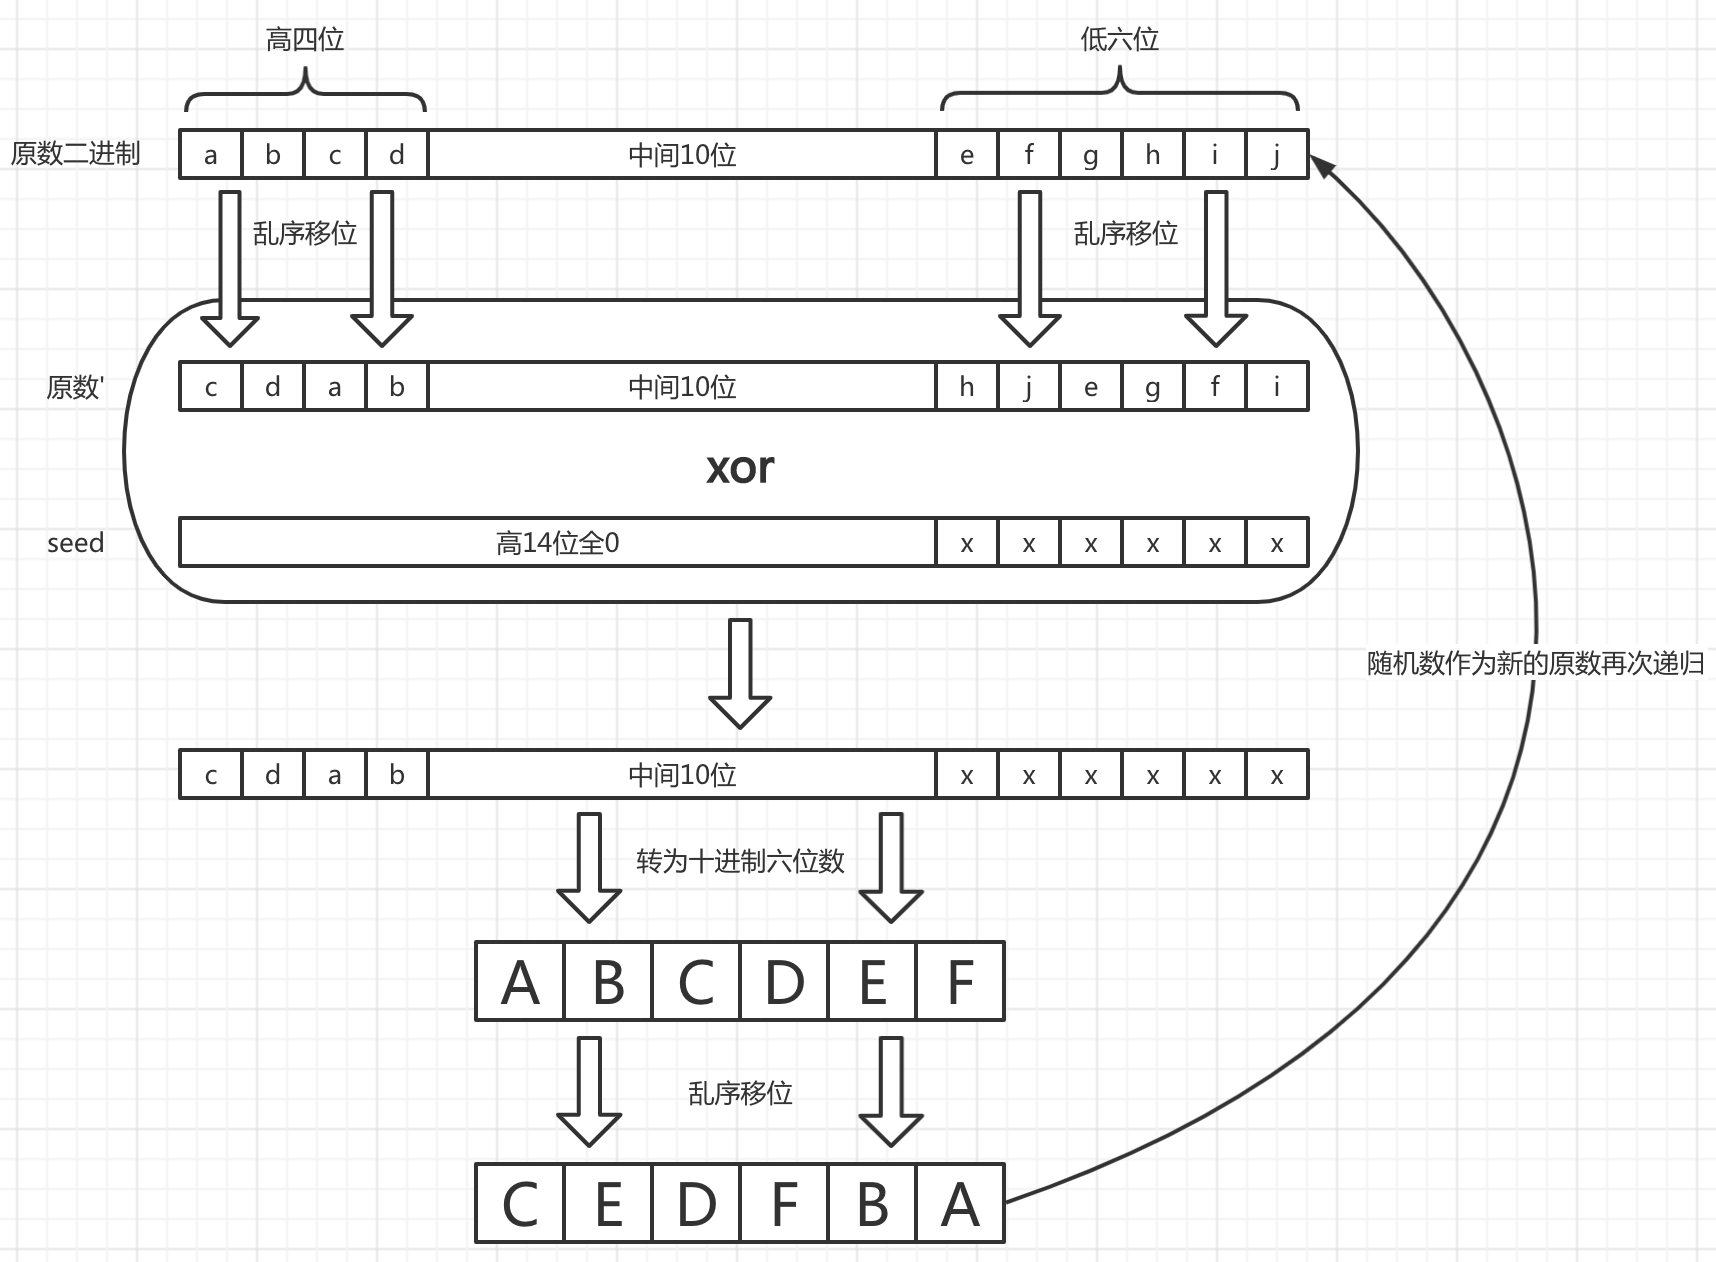 高四位 低六位
原数二进制 a b c d 中间10位 e f g h i j
乱序移位 乱序移位
原数' c d a b 中间10位 h j e g f i
xor
seed 高14位全0 x x x x x x
随机数作为新的原数再次递归
c d a b 中间10位 x x x x x x
转为十进制六位数
A B C D E F
乱序移位
C E D F B A